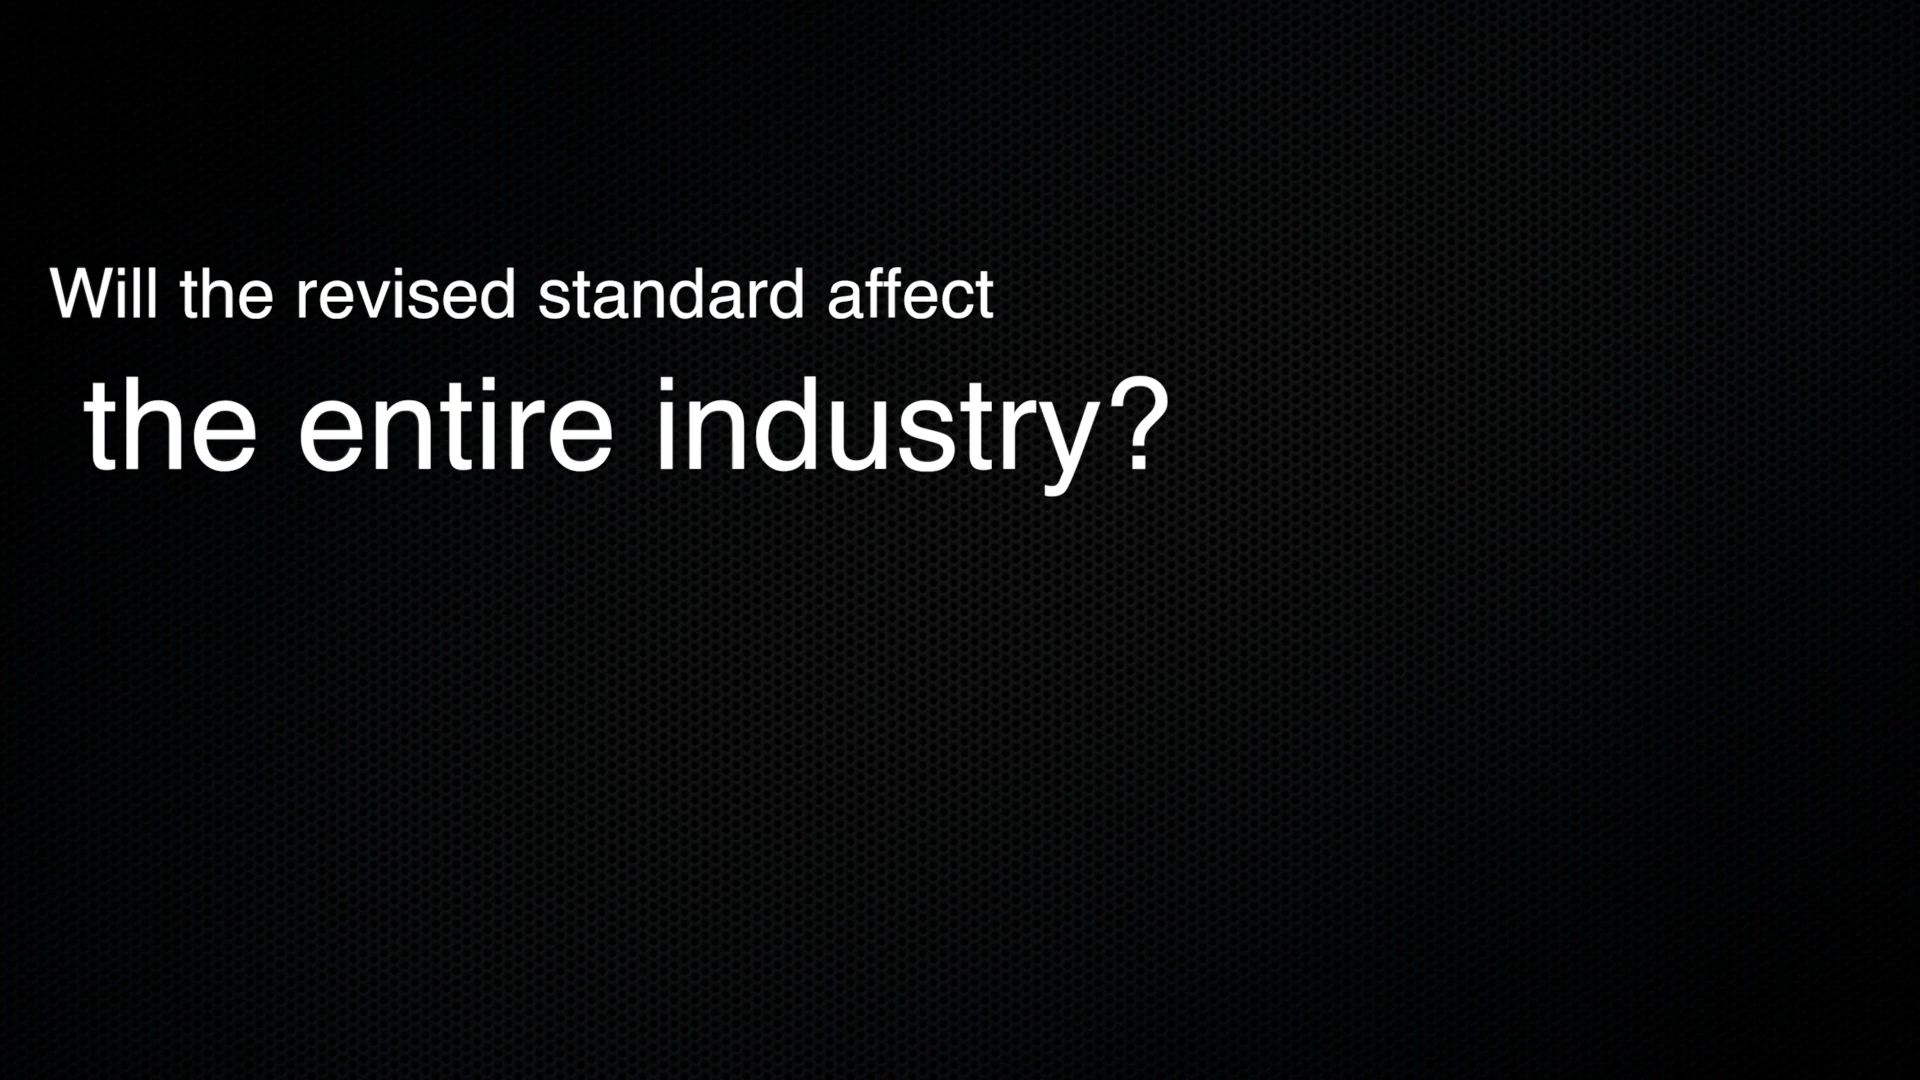 Will the revised standard affect
the entire industry?